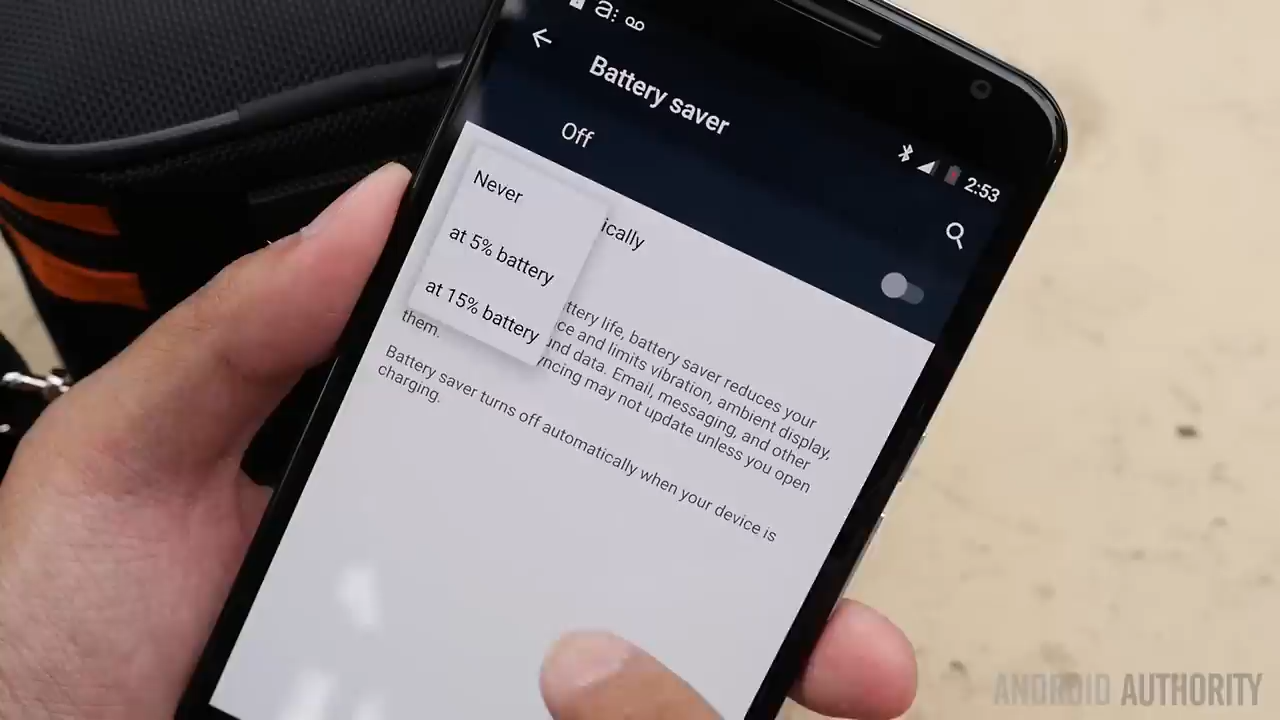 a:
Battery saver
2:53
Off
Never
at 5% battery
at 15% battery
ically
ttery life, battery saver reduces your
ce and limits vibration, ambient display,
nd data. Email, messaging, and other
ncing may not update unless you open
them.
Battery saver turns off automatically when your device is
charging.
ANDROID AUTHORITY